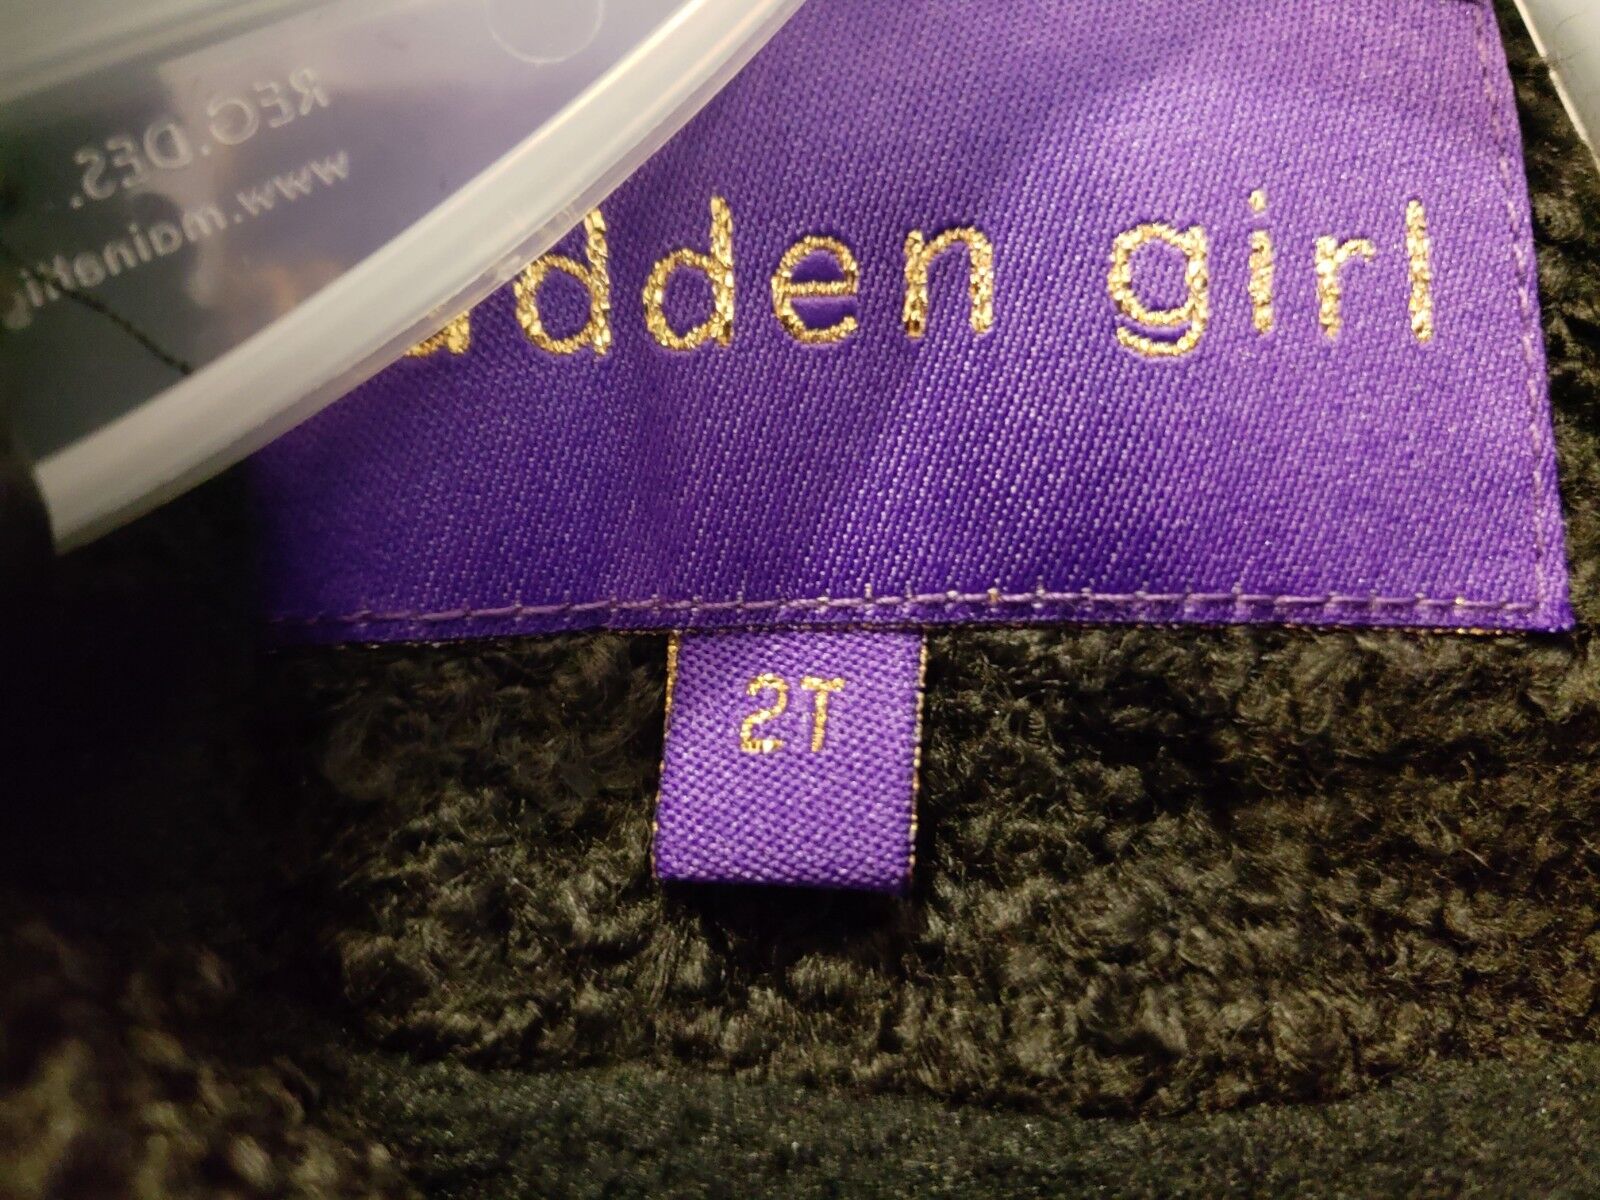 REG.DES.
www.mainetti
adden girl
2T